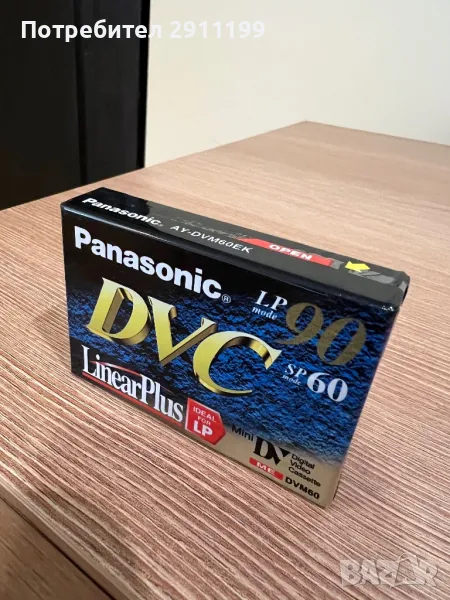 Потребител 2911199
Panasonic
AY-DVM60EK
OPEN
Panasonic®
LP
mode
90
DVC
SP
mode
60
LinearPlus
IDEAL
FOR
LP
Mini
DV
Digital
Video
Cassette
ME
DVM60
BAZAR